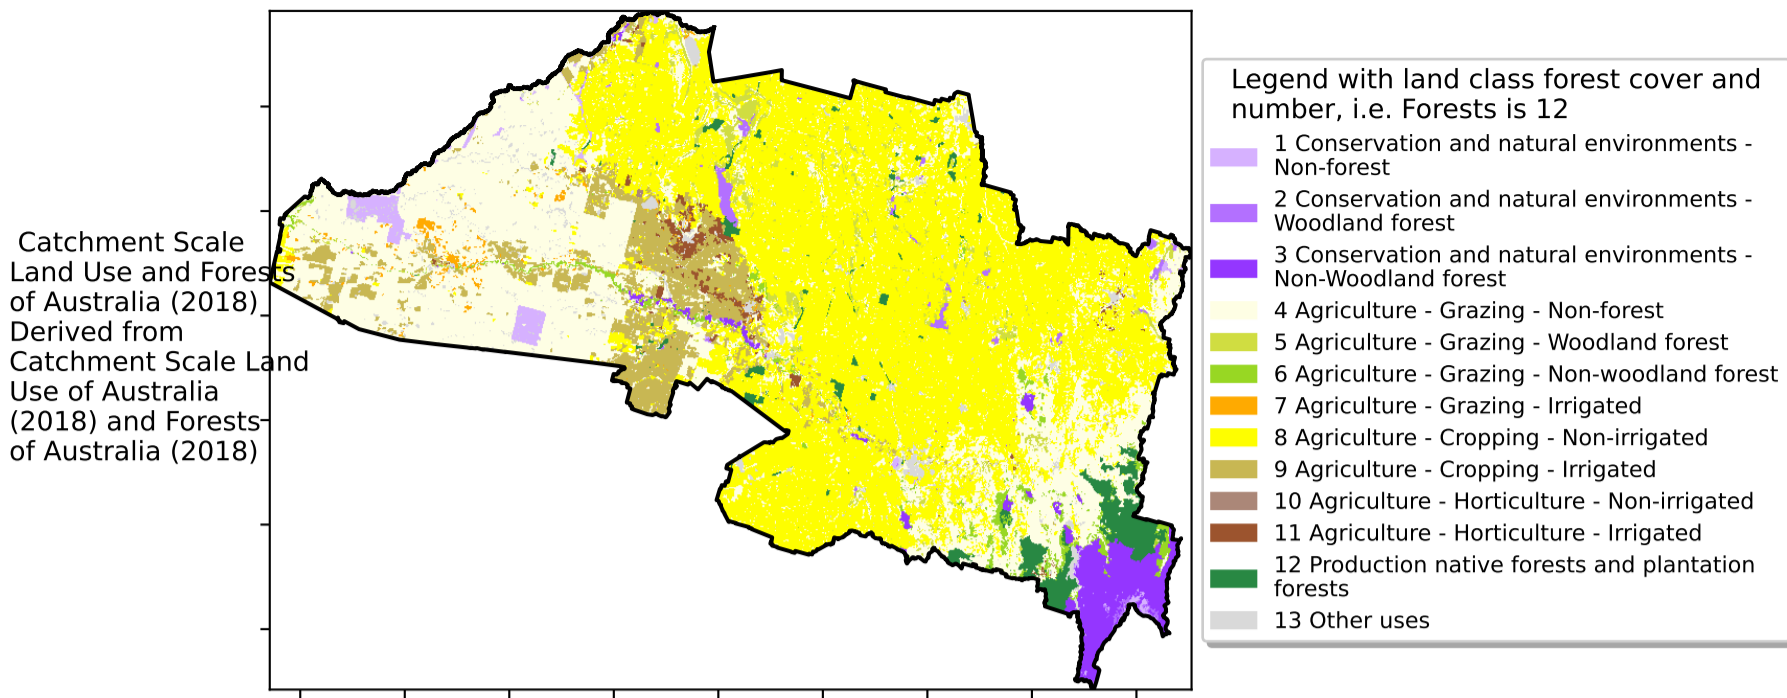 Catchment Scale
Land Use and Forests
of Australia (2018)
Derived from
Catchment Scale Land
Use of Australia
(2018) and Forests
of Australia (2018)
Legend with land class forest cover and
number, i.e. Forests is 12
1 Conservation and natural environments -
Non-forest
2 Conservation and natural environments -
Woodland forest
3 Conservation and natural environments -
Non-Woodland forest
4 Agriculture - Grazing - Non-forest
5 Agriculture - Grazing - Woodland forest
6 Agriculture - Grazing - Non-woodland forest
7 Agriculture - Grazing - Irrigated
8 Agriculture - Cropping - Non-irrigated
9 Agriculture - Cropping - Irrigated
10 Agriculture - Horticulture - Non-irrigated
11 Agriculture - Horticulture - Irrigated
12 Production native forests and plantation
forests
13 Other uses